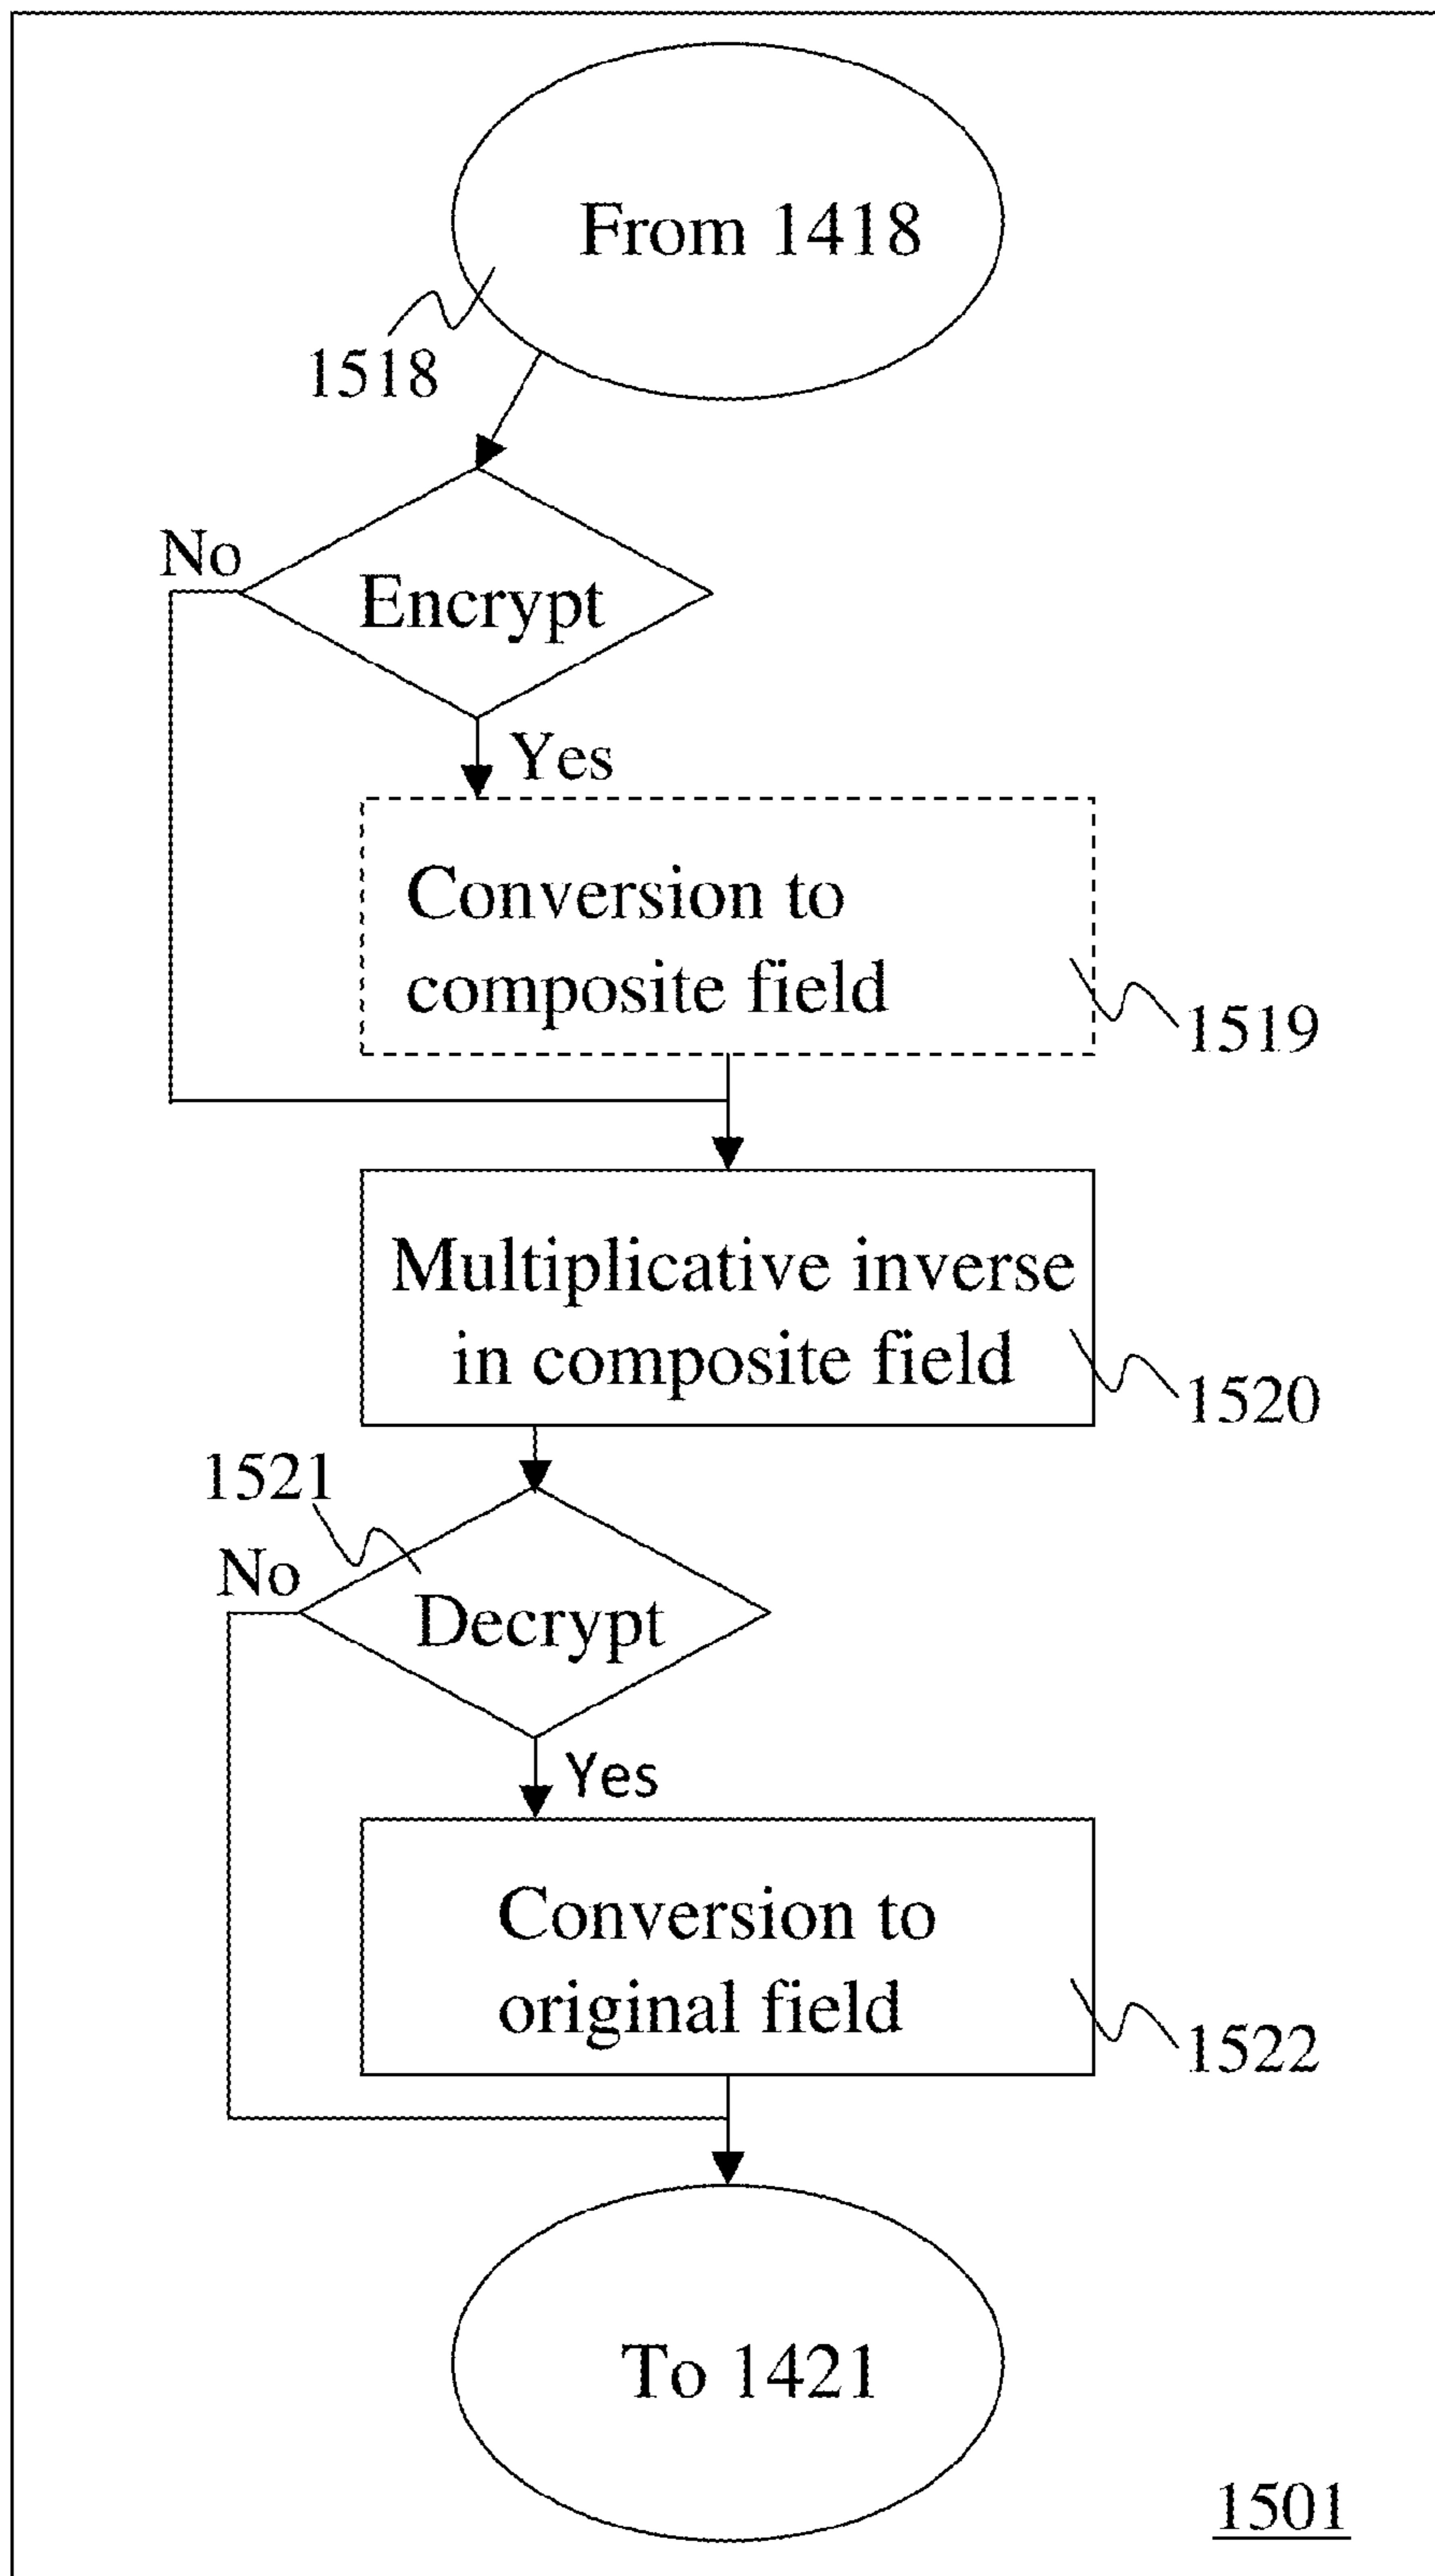 From 1418
1518
No
Encrypt
Yes
Conversion to
composite field
1519
Multiplicative inverse
in composite field
1520
1521
No
Decrypt
Yes
Conversion to
original field
1522
To 1421
1501